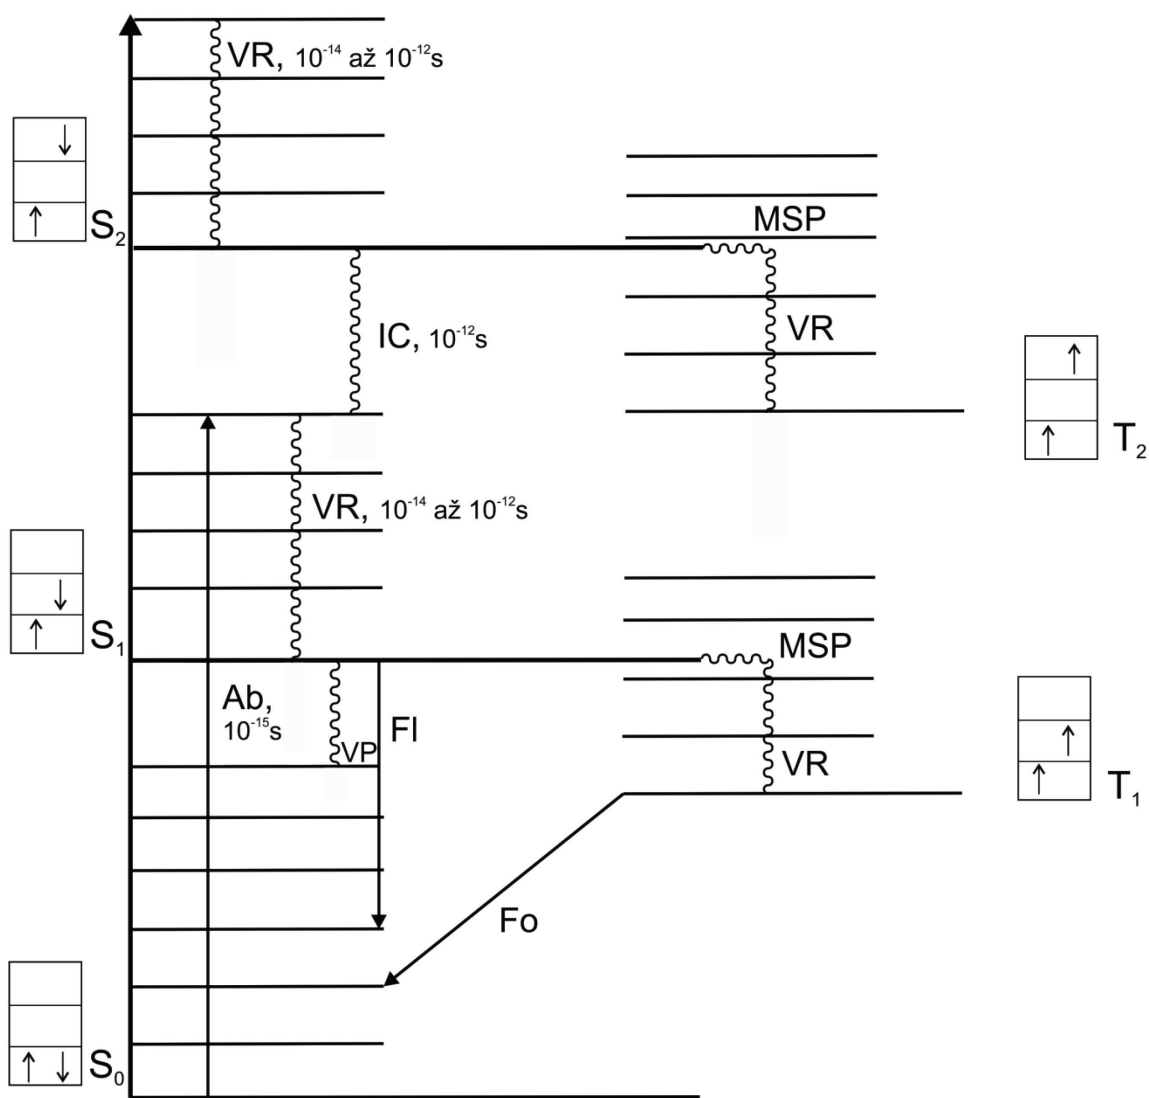 VR, 10⁻¹⁴ až 10⁻¹²s
S₂
MSP
IC, 10⁻¹²s
VR
T₂
VR, 10⁻¹⁴ až 10⁻¹²s
S₁
MSP
Ab,
10⁻¹⁵s
Fl
VP
VR
T₁
Fo
S₀